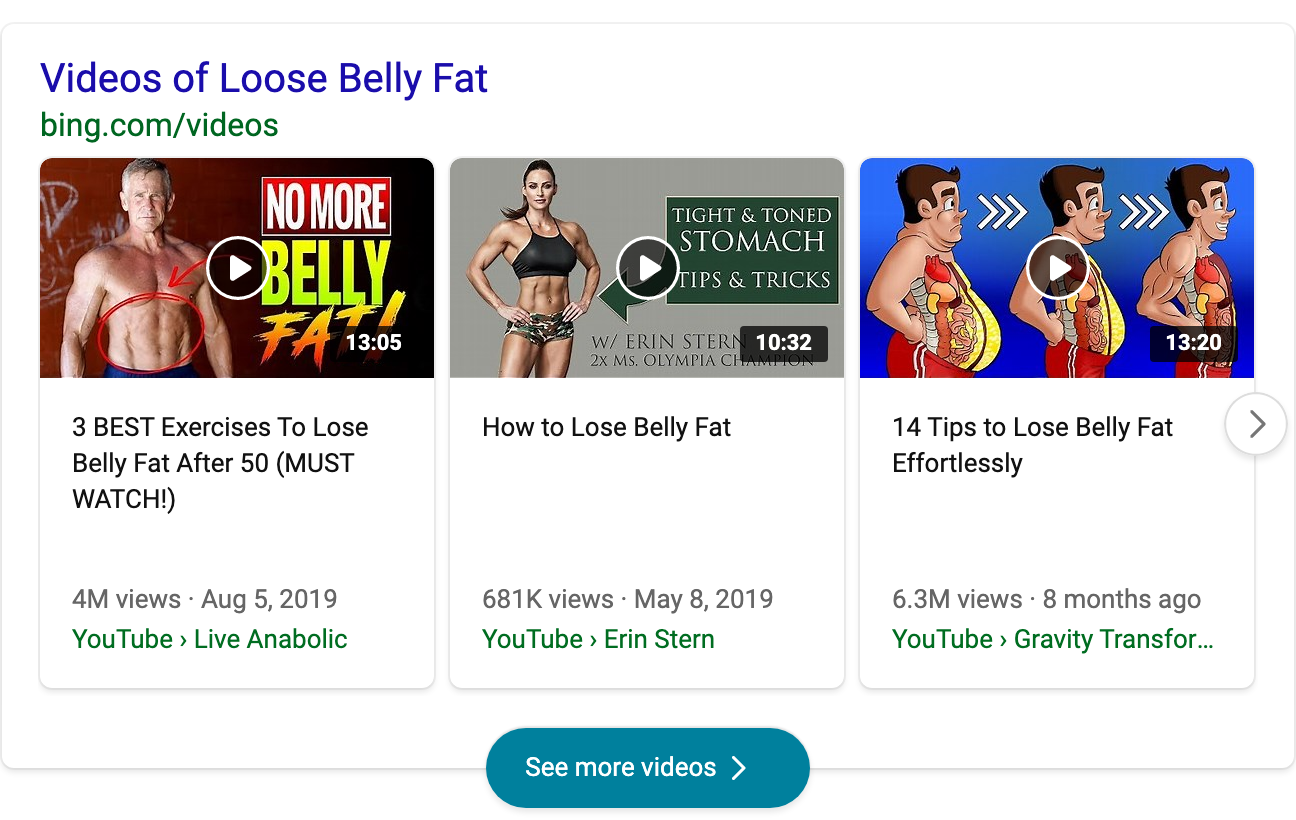 Videos of Loose Belly Fat
bing.com/videos
NO MORE
BELLY
FAT!
13:05
TIGHT & TONED
STOMACH
TIPS & TRICKS
W/ ERIN STERN
2X MS. OLYMPIA CHAMPION
10:32
13:20
3 BEST Exercises To Lose
Belly Fat After 50 (MUST
WATCH!)
4M views · Aug 5, 2019
YouTube › Live Anabolic
How to Lose Belly Fat
681K views · May 8, 2019
YouTube › Erin Stern
14 Tips to Lose Belly Fat
Effortlessly
6.3M views · 8 months ago
YouTube › Gravity Transfor...
See more videos